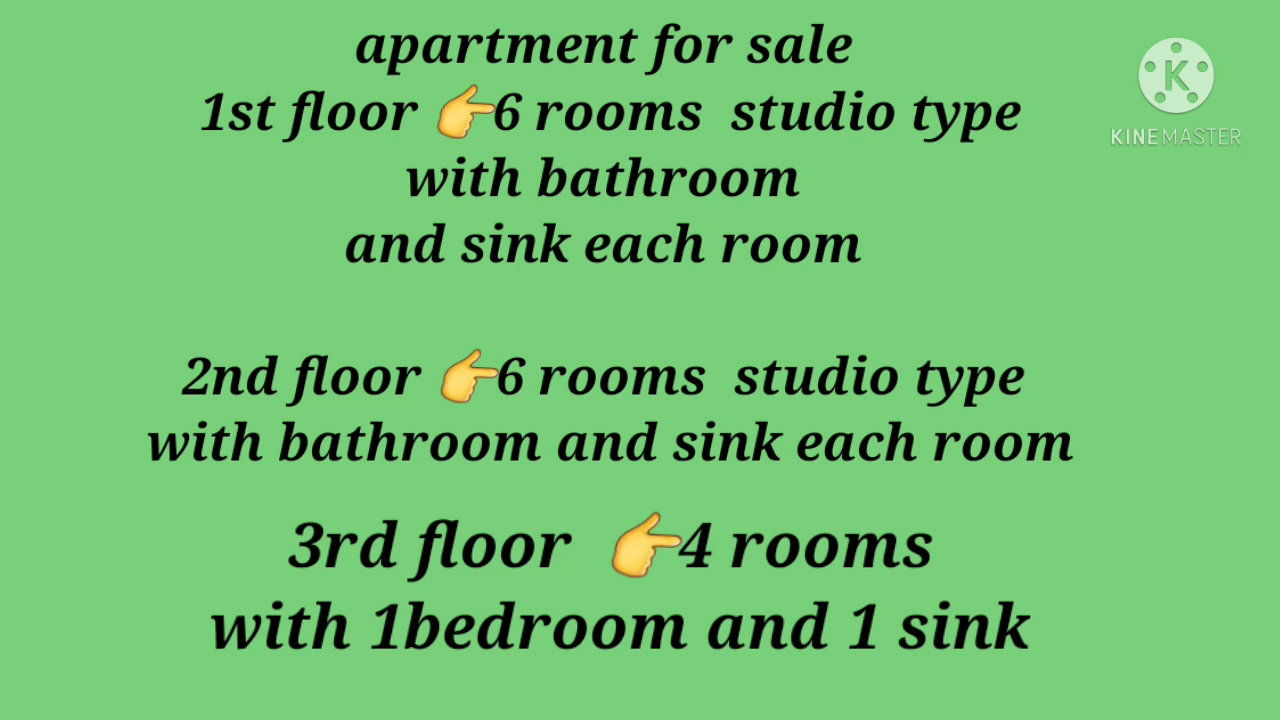 apartment for sale
1st floor 👉6 rooms  studio type
with bathroom
and sink each room
2nd floor 👉6 rooms  studio type
with bathroom and sink each room
3rd floor  👉4 rooms
with 1bedroom and 1 sink
K
KINEMASTER